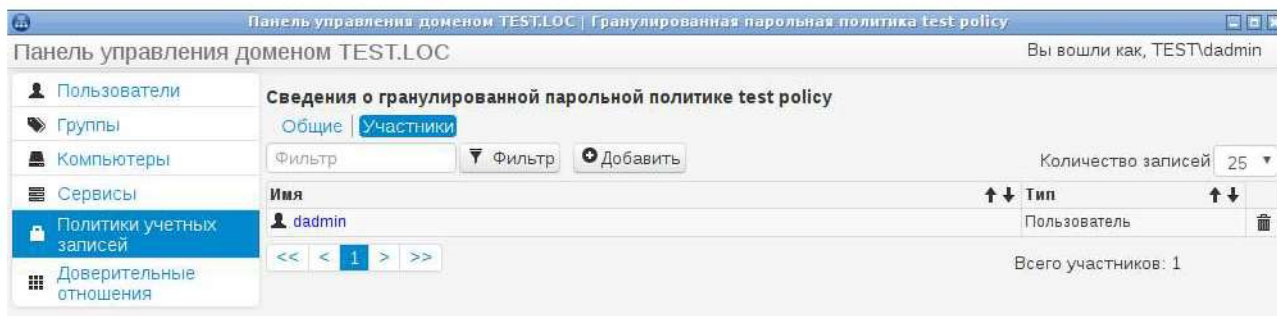 Панель управления доменом TEST.LOC | Гранулированная парольная политика test policy
Панель управления доменом TEST.LOC
Вы вошли как, TEST\dadmin
Пользователи
Группы
Компьютеры
Сервисы
Политики учетных
записей
Доверительные
отношения
Сведения о гранулированной парольной политике test policy
Общие | Участники
Фильтр Фильтр Добавить
Количество записей 25
Имя Тип
dadmin Пользователь
<< < 1 > >>
Всего участников: 1